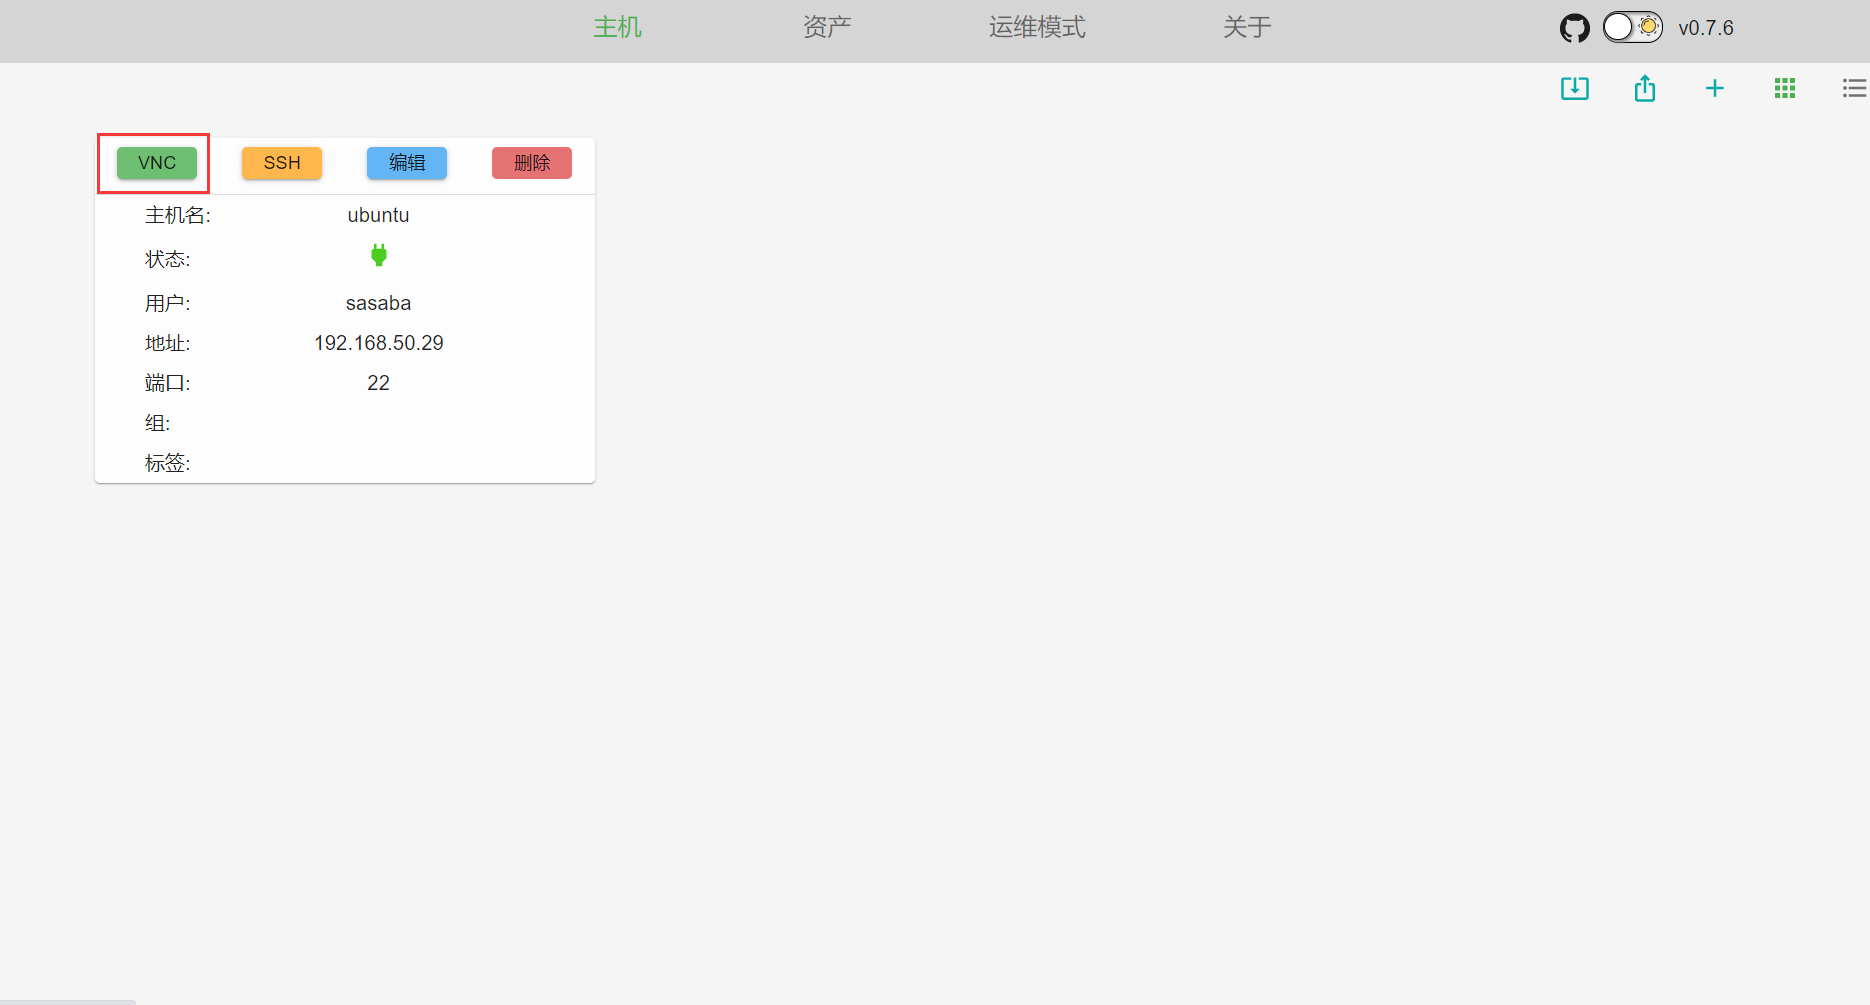 主机 资产 运维模式 关于 v0.7.6
VNC SSH 编辑 删除
主机名: ubuntu
状态:
用户: sasaba
地址: 192.168.50.29
端口: 22
组:
标签: